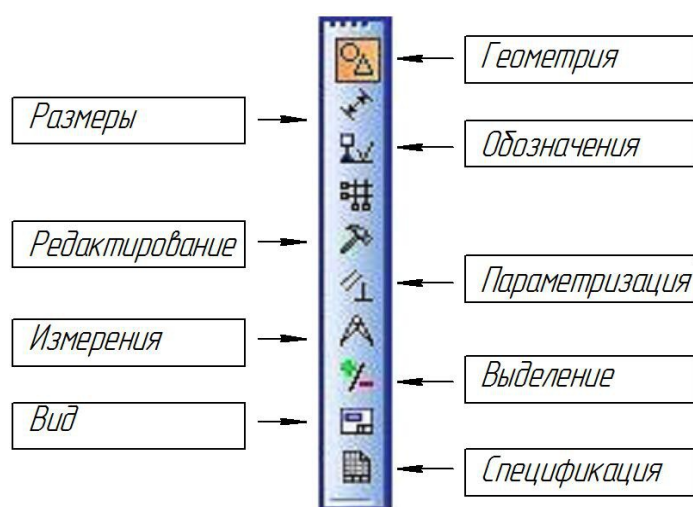 Геометрия
Размеры
Обозначения
Редактирование
Параметризация
Измерения
Выделение
Вид
Спецификация